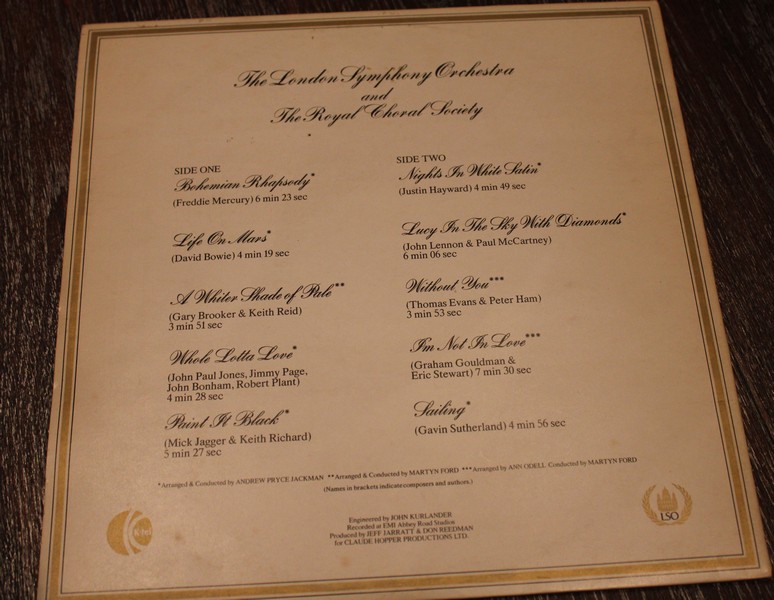 The London Symphony Orchestra
and
The Royal Choral Society
SIDE ONE
Bohemian Rhapsody*
(Freddie Mercury) 6 min 23 sec
Life On Mars*
(David Bowie) 4 min 19 sec
A Whiter Shade of Pale**
(Gary Brooker & Keith Reid)
3 min 51 sec
Whole Lotta Love*
(John Paul Jones, Jimmy Page,
John Bonham, Robert Plant)
4 min 28 sec
Paint It Black*
(Mick Jagger & Keith Richard)
5 min 27 sec
SIDE TWO
Nights In White Satin*
(Justin Hayward) 4 min 49 sec
Lucy In The Sky With Diamonds*
(John Lennon & Paul McCartney)
6 min 06 sec
Without You***
(Thomas Evans & Peter Ham)
3 min 53 sec
I'm Not In Love***
(Graham Gouldman &
Eric Stewart) 7 min 30 sec
Sailing*
(Gavin Sutherland) 4 min 56 sec
*Arranged & Conducted by ANDREW PRYCE JACKMAN **Arranged & Conducted by MARTYN FORD ***Arranged by ANN ODELL Conducted by MARTYN FORD
(Names in brackets indicate composers and authors.)
Engineered by JOHN KURLANDER
Recorded at EMI Abbey Road Studios
Produced by JEFF JARRATT & DON REEDMAN
for CLAUDE HOPPER PRODUCTIONS LTD.
K-tel
LSO